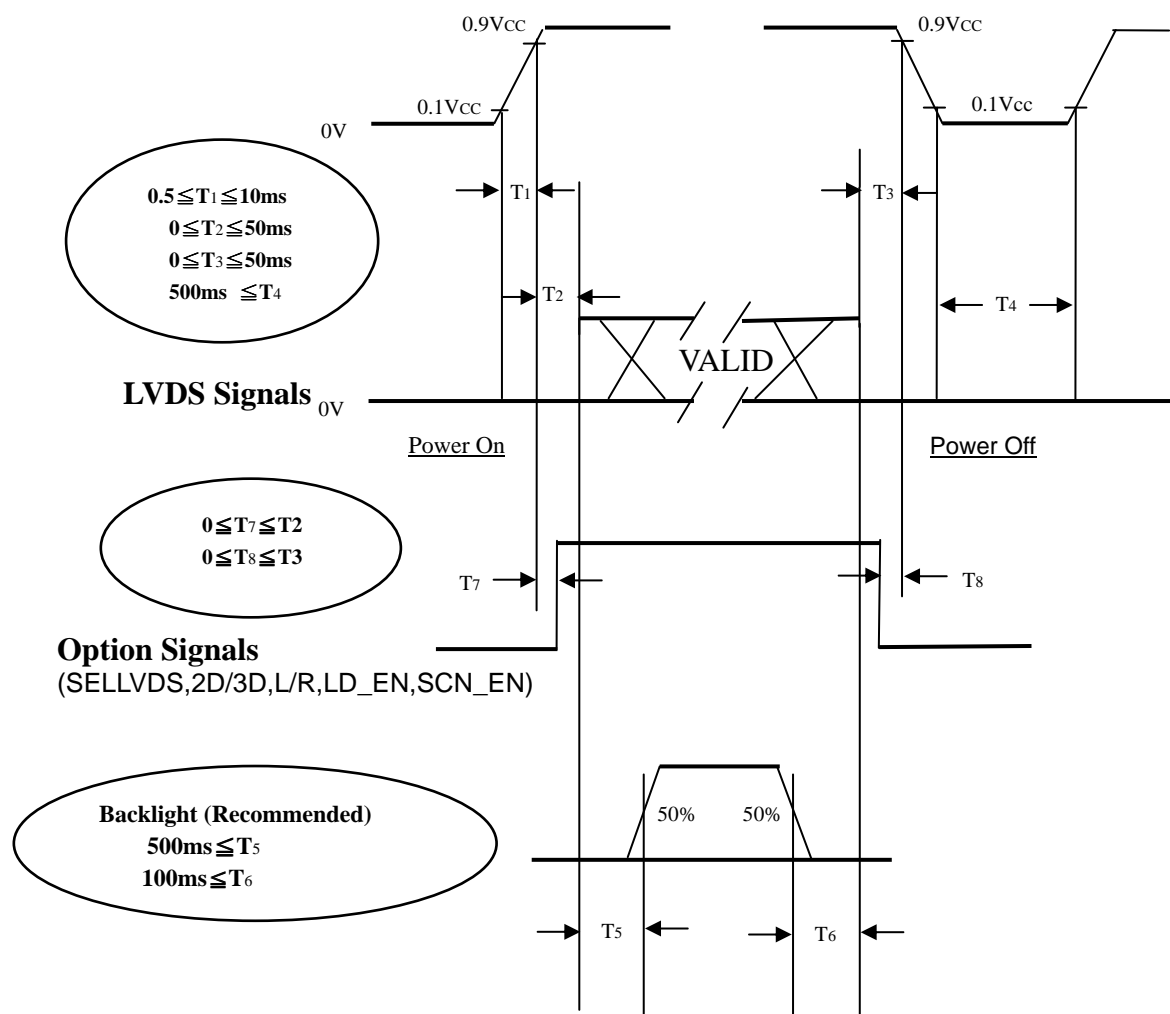 0.9VCC
0.9VCC
0.1VCC
0.1Vcc
0V
0.5≦T1≦10ms
0≦T2≦50ms
0≦T3≦50ms
500ms ≦T4
T1
T3
T2
T4
VALID
LVDS Signals
0V
Power On
Power Off
0≦T7≦T2
0≦T8≦T3
T7
T8
Option Signals
(SELLVDS,2D/3D,L/R,LD_EN,SCN_EN)
Backlight (Recommended)
500ms≦T5
100ms≦T6
50%
50%
T5
T6